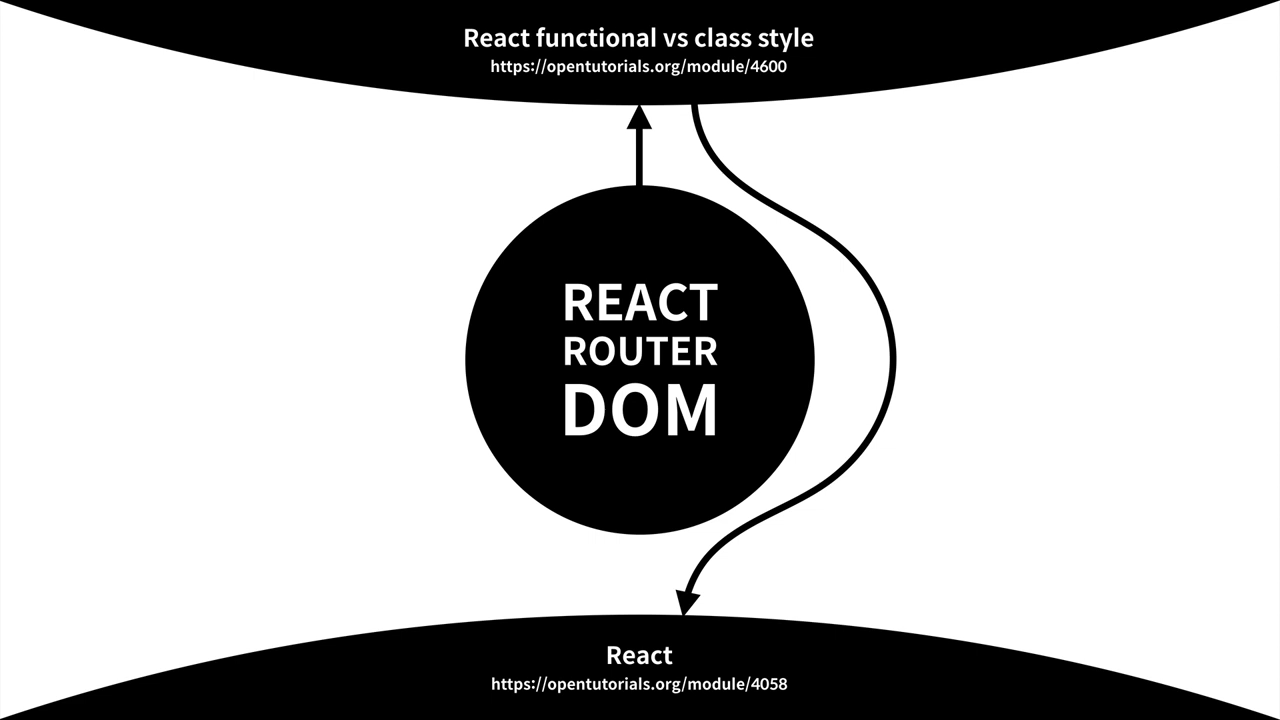 React functional vs class style
https://opentutorials.org/module/4600
REACT
ROUTER
DOM
React
https://opentutorials.org/module/4058